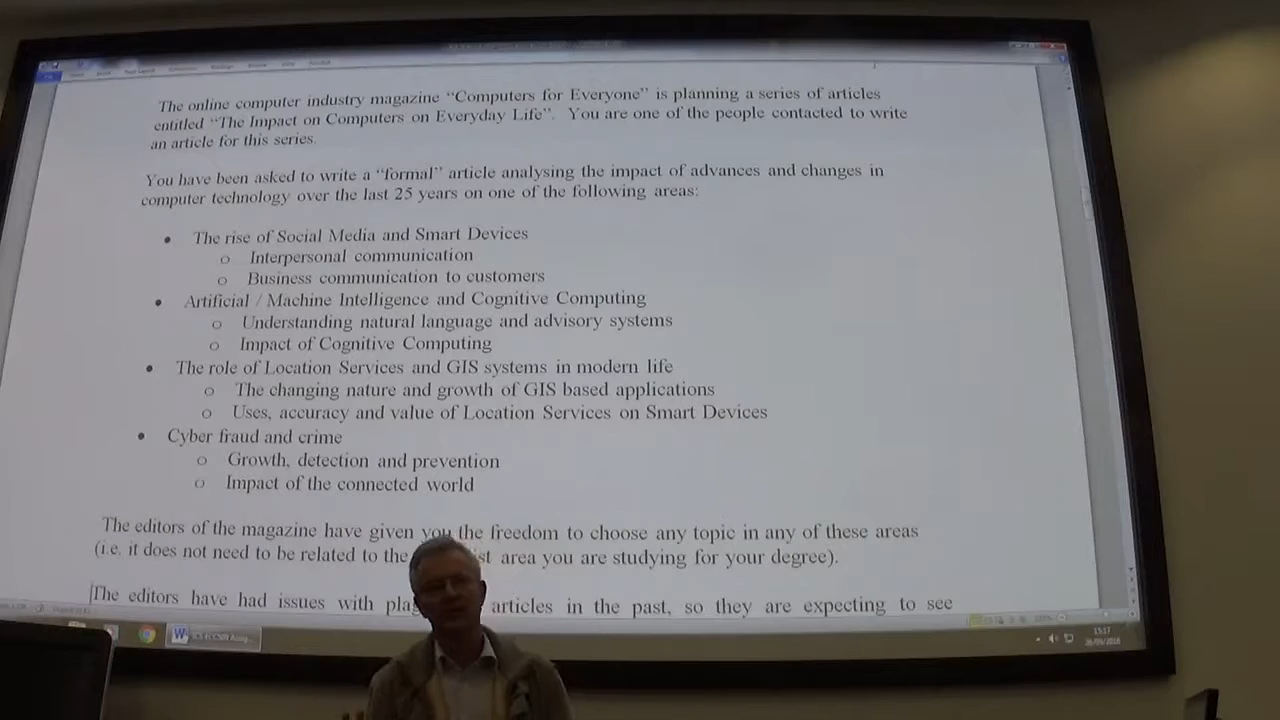 The online computer industry magazine “Computers for Everyone” is planning a series of articles
entitled “The Impact on Computers on Everyday Life”. You are one of the people contacted to write
an article for this series.
You have been asked to write a “formal” article analysing the impact of advances and changes in
computer technology over the last 25 years on one of the following areas:
• The rise of Social Media and Smart Devices
o Interpersonal communication
o Business communication to customers
• Artificial / Machine Intelligence and Cognitive Computing
o Understanding natural language and advisory systems
o Impact of Cognitive Computing
• The role of Location Services and GIS systems in modern life
o The changing nature and growth of GIS based applications
o Uses, accuracy and value of Location Services on Smart Devices
• Cyber fraud and crime
o Growth, detection and prevention
o Impact of the connected world
The editors of the magazine have given you the freedom to choose any topic in any of these areas
(i.e. it does not need to be related to the area you are studying for your degree).
The editors have had issues with articles in the past, so they are expecting to see
15:17